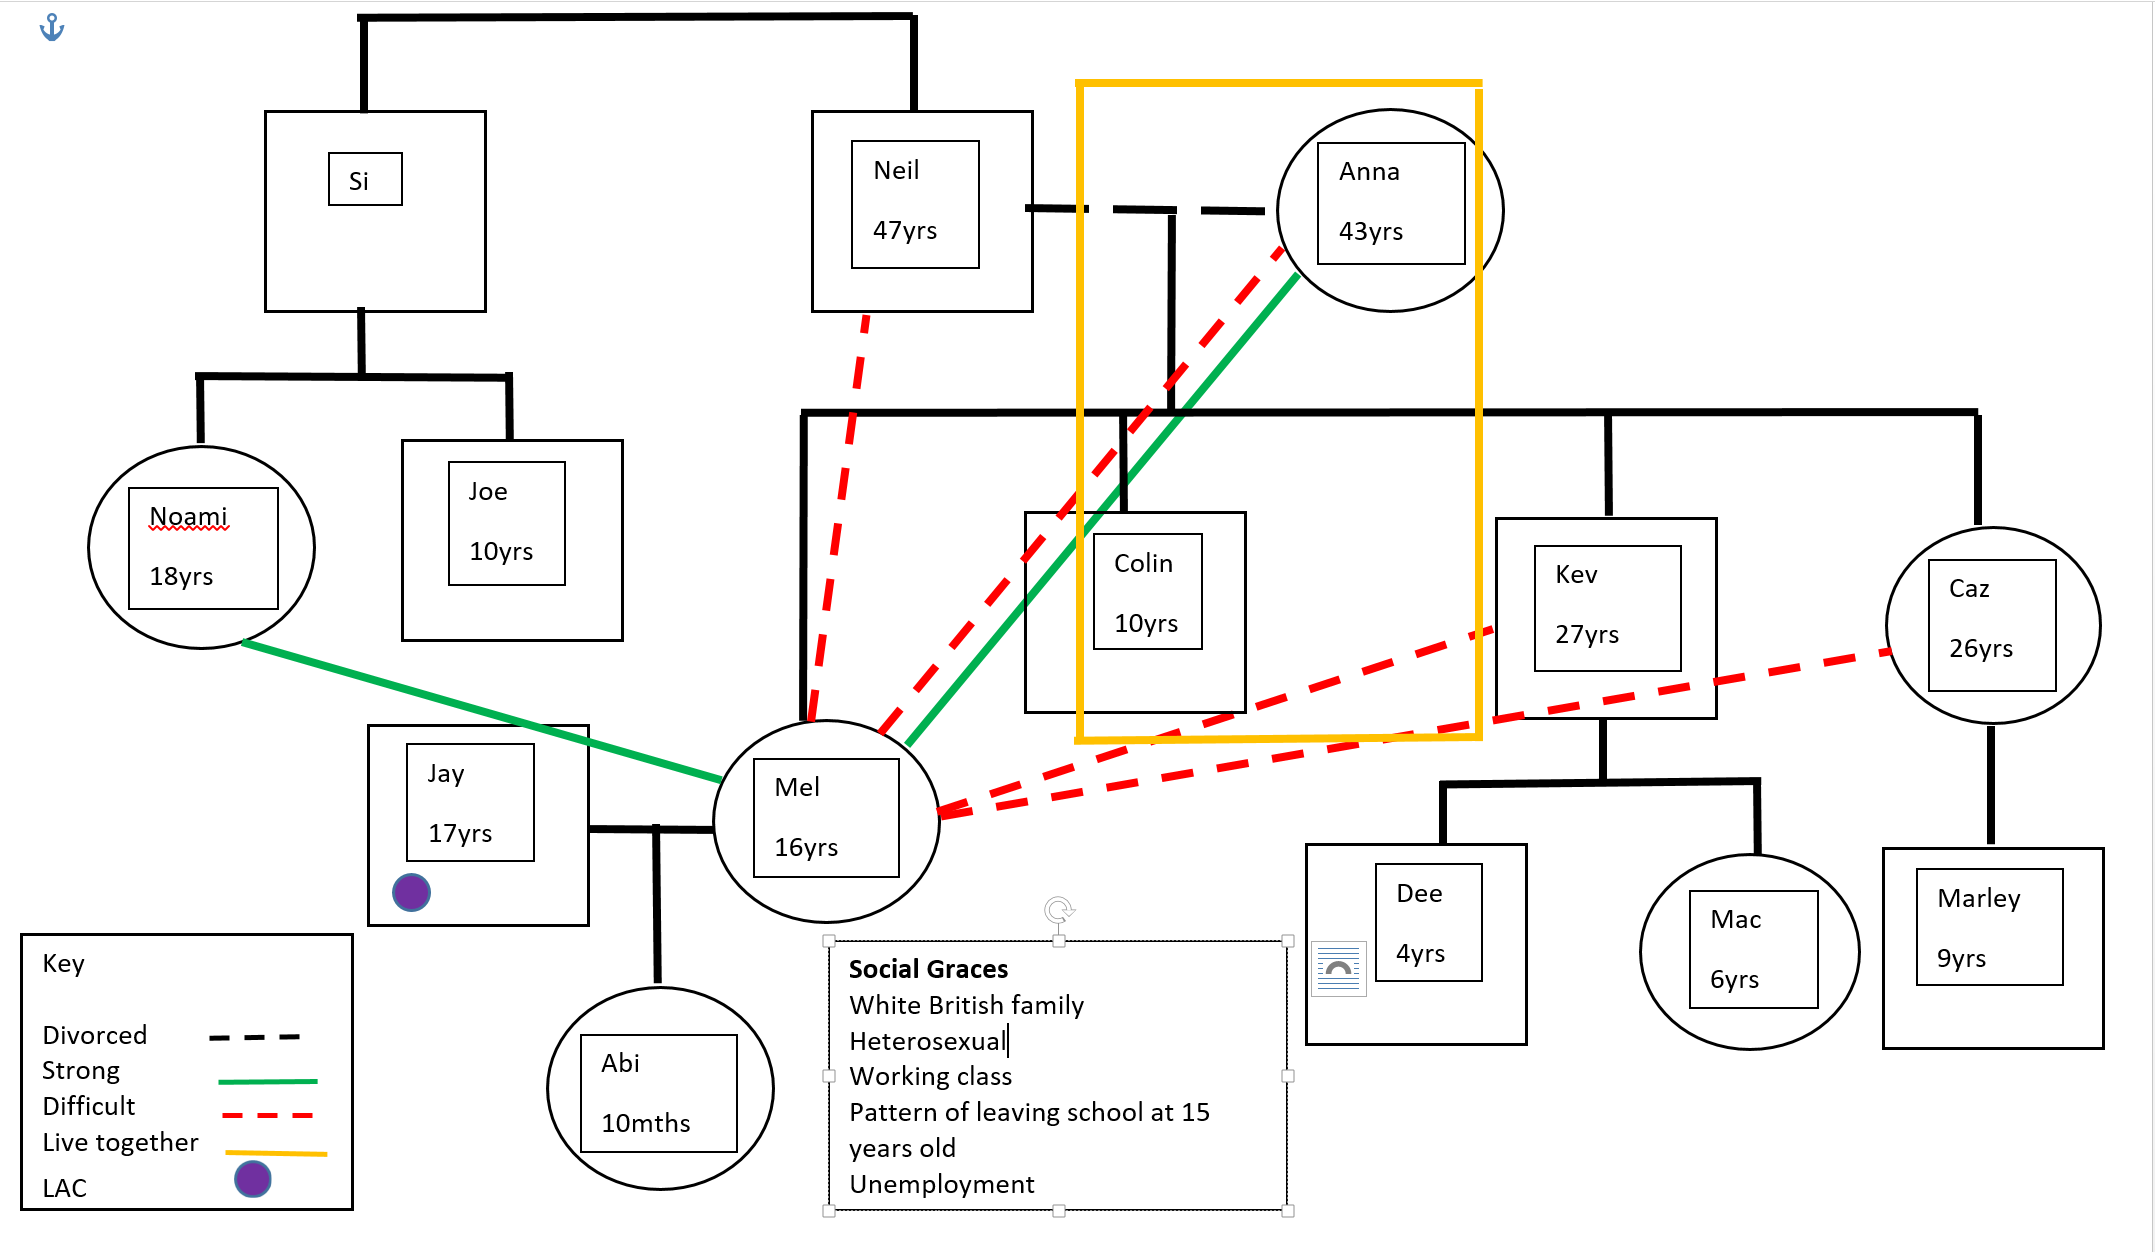 Si
Neil
47yrs
Anna
43yrs
Noami
18yrs
Joe
10yrs
Colin
10yrs
Kev
27yrs
Caz
26yrs
Jay
17yrs
Mel
16yrs
Dee
4yrs
Mac
6yrs
Marley
9yrs
Abi
10mths
Key
Divorced
Strong
Difficult
Live together
LAC
Social Graces
White British family
Heterosexual
Working class
Pattern of leaving school at 15
years old
Unemployment